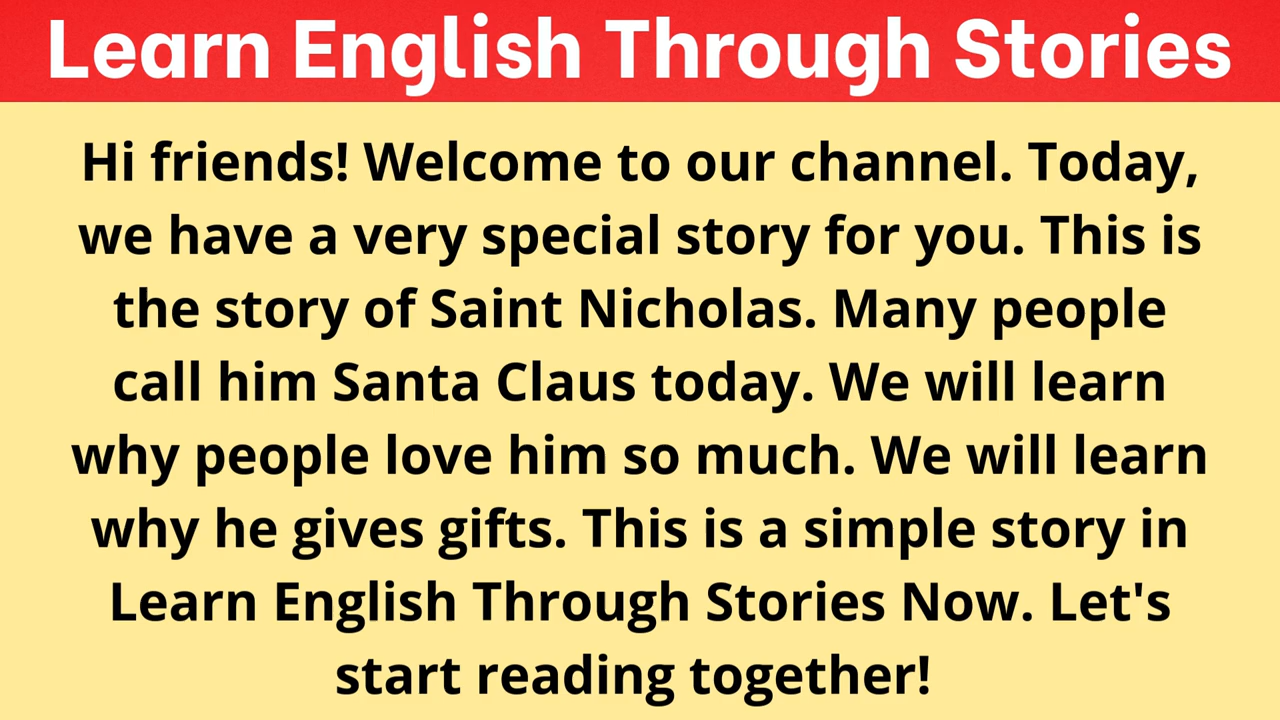 Learn English Through Stories
Hi friends! Welcome to our channel. Today,
we have a very special story for you. This is
the story of Saint Nicholas. Many people
call him Santa Claus today. We will learn
why people love him so much. We will learn
why he gives gifts. This is a simple story in
Learn English Through Stories Now. Let's
start reading together!